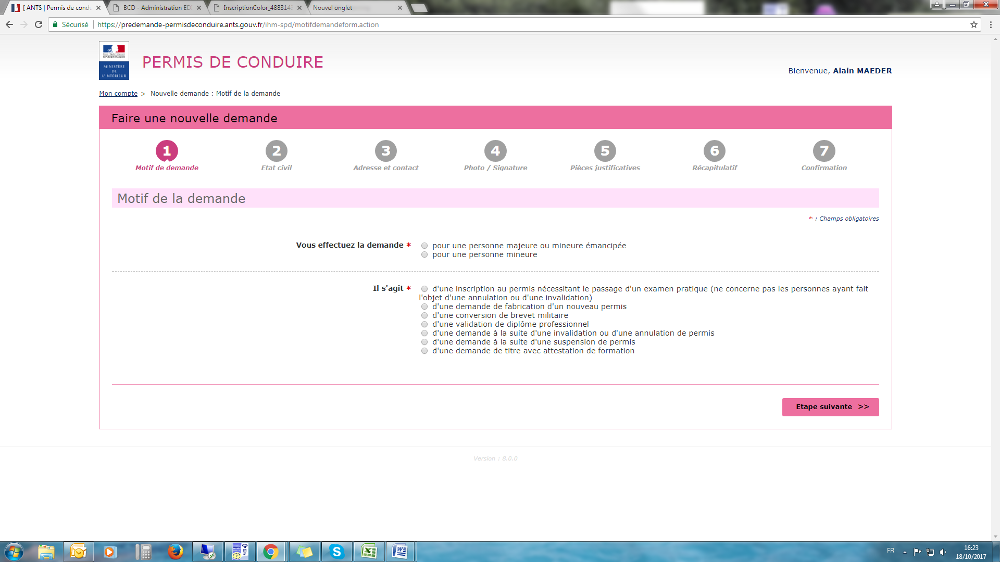 [ ANTS | Permis de condu
BCD - Administration ED
InscriptionColor_4883143
Nouvel onglet
Sécurisé
https://predemande-permisdeconduire.ants.gouv.fr/ihm-spd/motifdemandeform.action
RÉPUBLIQUE FRANÇAISE
MINISTÈRE
DE
L'INTÉRIEUR
PERMIS DE CONDUIRE
Bienvenue, Alain MAEDER
Mon compte > Nouvelle demande : Motif de la demande
Faire une nouvelle demande
1 2 3 4 5 6 7
Motif de demande Etat civil Adresse et contact Photo / Signature Pièces justificatives Récapitulatif Confirmation
Motif de la demande
* : Champs obligatoires
Vous effectuez la demande * pour une personne majeure ou mineure émancipée
pour une personne mineure
Il s'agit * d'une inscription au permis nécessitant le passage d'un examen pratique (ne concerne pas les personnes ayant fait
l'objet d'une annulation ou d'une invalidation)
d'une demande de fabrication d'un nouveau permis
d'une conversion de brevet militaire
d'une validation de diplôme professionnel
d'une demande à la suite d'une invalidation ou d'une annulation de permis
d'une demande à la suite d'une suspension de permis
d'une demande de titre avec attestation de formation
Etape suivante >>
Version : 8.0.0
FR
16:23
18/10/2017